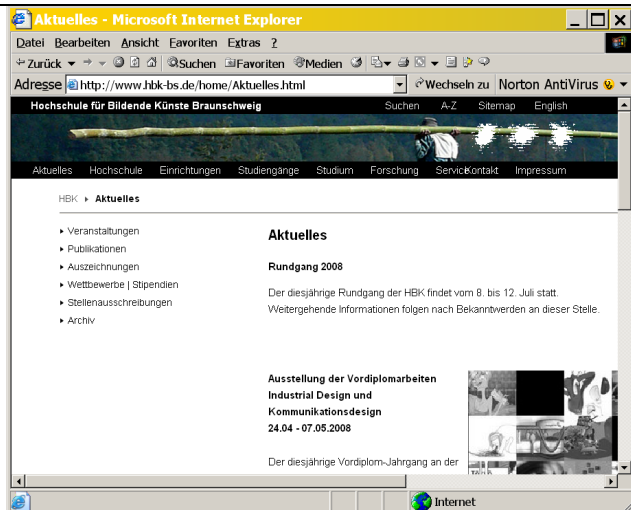 Aktuelles - Microsoft Internet Explorer
Datei Bearbeiten Ansicht Favoriten Extras ?
Zurück Suchen Favoriten Medien
Adresse http://www.hbk-bs.de/home/Aktuelles.html Wechseln zu Norton AntiVirus
Hochschule für Bildende Künste Braunschweig Suchen A-Z Sitemap English
Aktuelles Hochschule Einrichtungen Studiengänge Studium Forschung Service Kontakt Impressum
HBK Aktuelles
Veranstaltungen
Publikationen
Auszeichnungen
Wettbewerbe | Stipendien
Stellenausschreibungen
Archiv
Aktuelles
Rundgang 2008
Der diesjährige Rundgang der HBK findet vom 8. bis 12. Juli statt.
Weitergehende Informationen folgen nach Bekanntwerden an dieser Stelle.
Ausstellung der Vordiplomarbeiten
Industrial Design und
Kommunikationsdesign
24.04 - 07.05.2008
Der diesjährige Vordiplom-Jahrgang an der
Internet